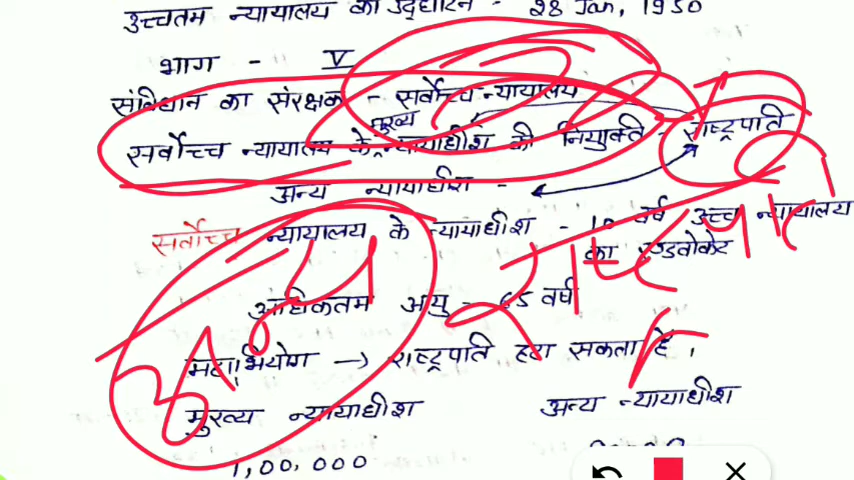 उच्चतम न्यायालय का उद्घाटन - 28 Jan, 1950
भाग - V
संविधान का संरक्षक - सर्वोच्च न्यायालय
सर्वोच्च न्यायालय के मुख्य न्यायाधीश की नियुक्ति - राष्ट्रपति
अन्य न्यायाधीश -
सर्वोच्च न्यायालय के न्यायाधीश - 10 वर्ष उच्च न्यायालय
का एडवोकेट
अधिकतम आयु - 65 वर्ष
महाभियोग → राष्ट्रपति हटा सकता है,
मुख्य न्यायाधीश अन्य न्यायाधीश
1,00,000